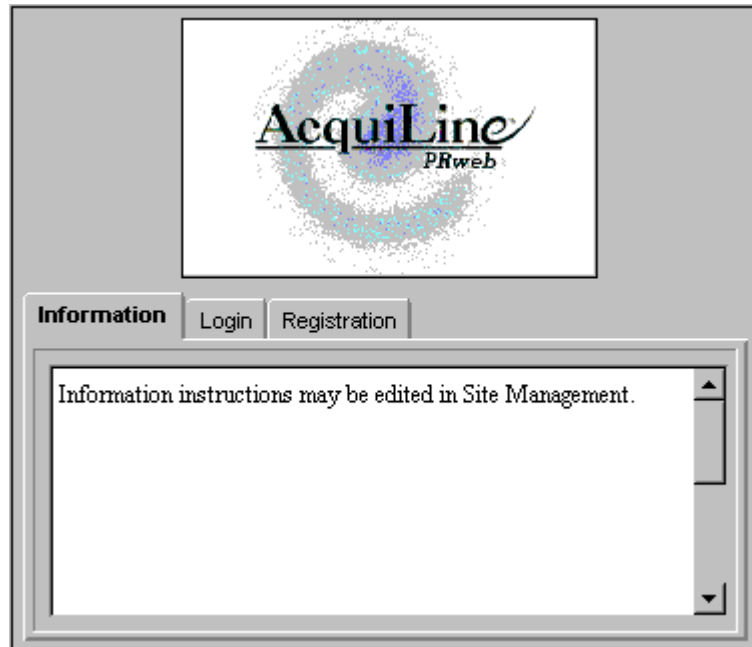 AcquiLine
PRweb
Information Login Registration
Information instructions may be edited in Site Management.